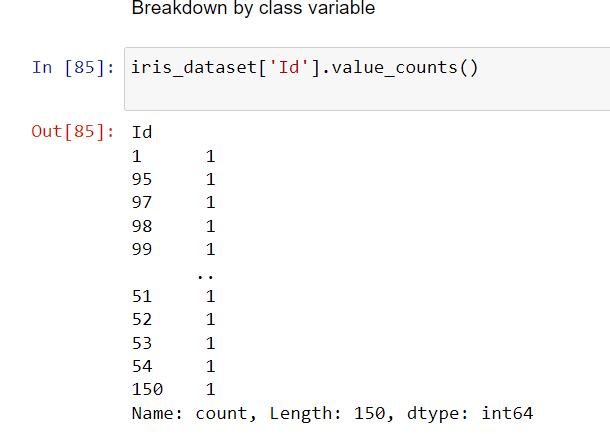 Breakdown by class variable
In [85]: iris_dataset['Id'].value_counts()
Out[85]: Id
1      1
95     1
97     1
98     1
99     1
      ..
51     1
52     1
53     1
54     1
150    1
Name: count, Length: 150, dtype: int64